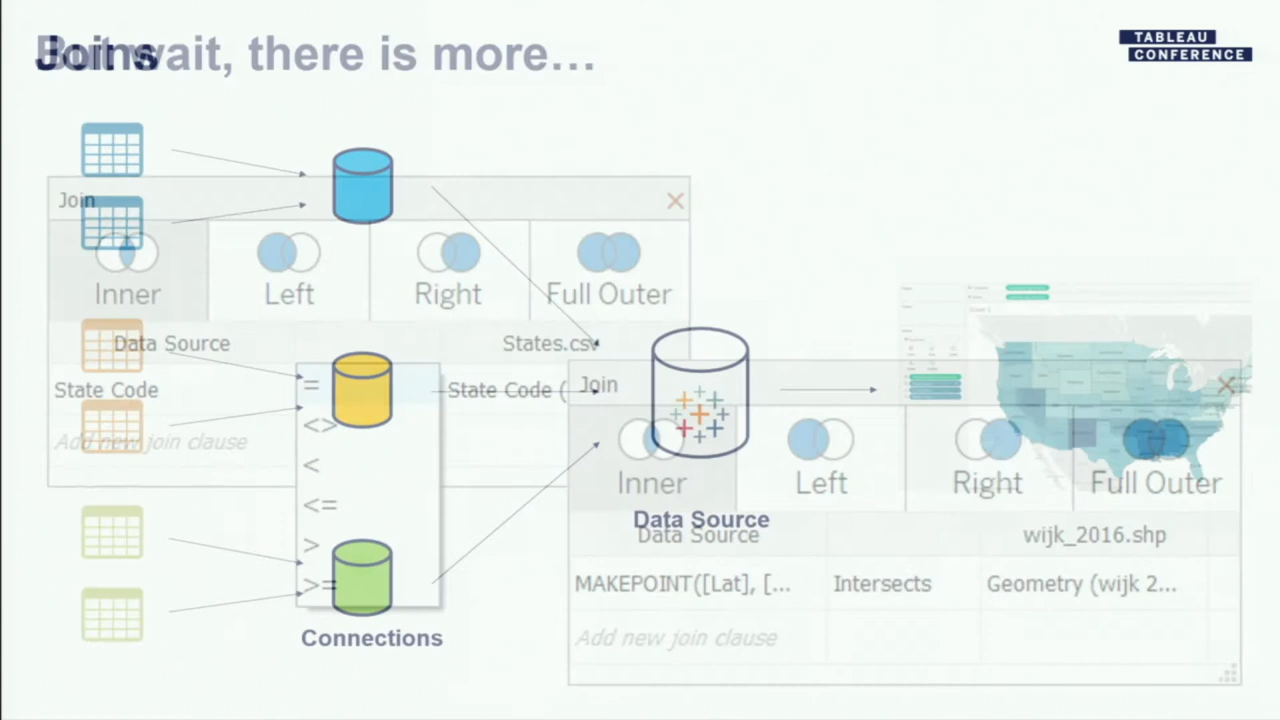 Joins
But wait, there is more…
TABLEAU
CONFERENCE
Join
Inner
Left
Right
Full Outer
Data Source
States.csv
State Code
=
State Code (
Add new join clause
<>
<
<=
>
>=
Connections
Data Source
Join
Inner
Left
Right
Full Outer
Data Source
wijk_2016.shp
MAKEPOINT([Lat], [...
Intersects
Geometry (wijk 2...
Add new join clause